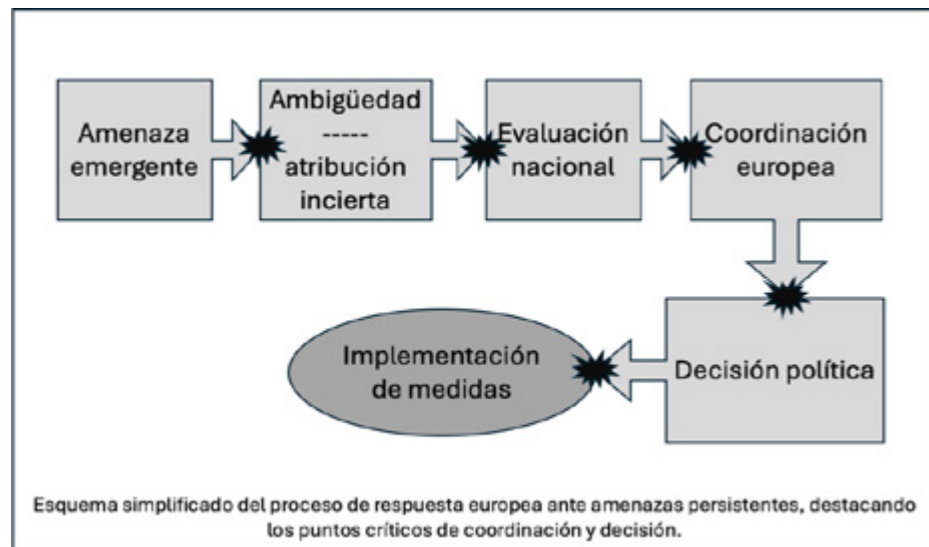 Amenaza
emergente
Ambigüedad
-----
atribución
incierta
Evaluación
nacional
Coordinación
europea
Implementación
de medidas
Decisión política
Esquema simplificado del proceso de respuesta europea ante amenazas persistentes, destacando
los puntos críticos de coordinación y decisión.